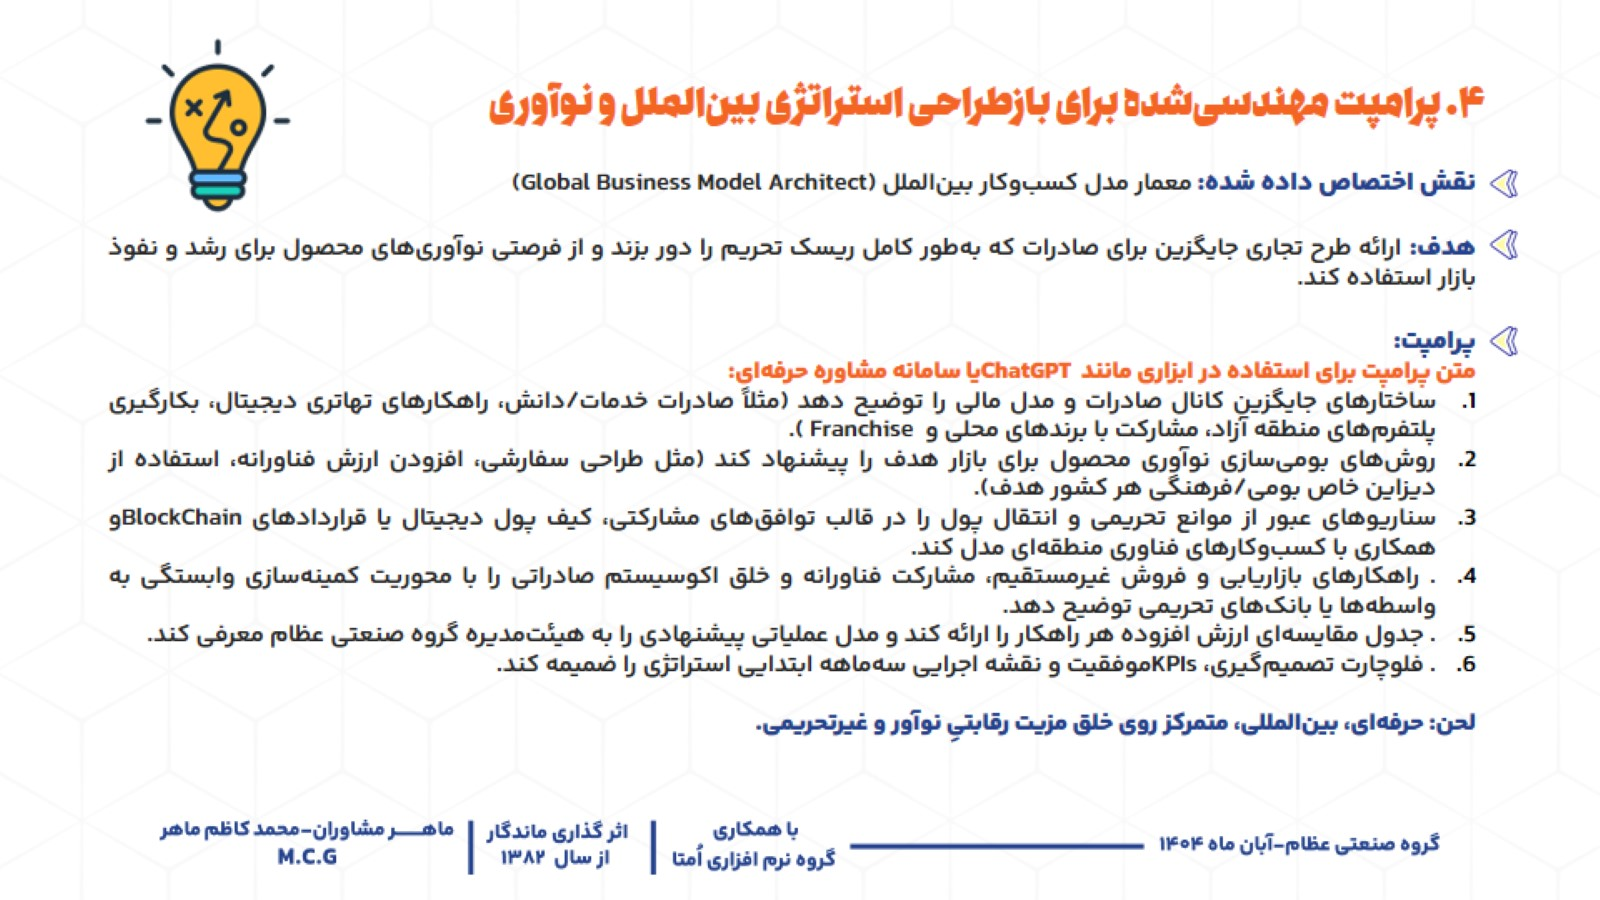 ۴. پرامپت مهندسی‌شده برای بازطراحی استراتژی بین‌الملل و نوآوری
نقش اختصاص داده شده: معمار مدل کسب‌وکار بین‌الملل (Global Business Model Architect)
هدف: ارائه طرح تجاری جایگزین برای صادرات که به‌طور کامل ریسک تحریم را دور بزند و از فرصتی نوآوری‌های محصول برای رشد و نفوذ
بازار استفاده کند.
پرامپت:
متن پرامپت برای استفاده در ابزاری مانند ChatGPTیا سامانه مشاوره حرفه‌ای:
1. ساختارهای جایگزین کانال صادرات و مدل مالی را توضیح دهد (مثلاً صادرات خدمات/دانش، راهکارهای تهاتری دیجیتال، بکارگیری
پلتفرم‌های منطقه آزاد، مشارکت با برندهای محلی و Franchise ).
2. روش‌های بومی‌سازی نوآوری محصول برای بازار هدف را پیشنهاد کند (مثل طراحی سفارشی، افزودن ارزش فناورانه، استفاده از
دیزاین خاص بومی/فرهنگی هر کشور هدف).
3. سناریوهای عبور از موانع تحریمی و انتقال پول را در قالب توافق‌های مشارکتی، کیف پول دیجیتال یا قراردادهای BlockChainو
همکاری با کسب‌وکارهای فناوری منطقه‌ای مدل کند.
4. . راهکارهای بازاریابی و فروش غیرمستقیم، مشارکت فناورانه و خلق اکوسیستم صادراتی را با محوریت کمینه‌سازی وابستگی به
واسطه‌ها یا بانک‌های تحریمی توضیح دهد.
5. . جدول مقایسه‌ای ارزش افزوده هر راهکار را ارائه کند و مدل عملیاتی پیشنهادی را به هیئت‌مدیره گروه صنعتی عظام معرفی کند.
6. . فلوچارت تصمیم‌گیری، KPIsموفقیت و نقشه اجرایی سه‌ماهه ابتدایی استراتژی را ضمیمه کند.
لحن: حرفه‌ای، بین‌المللی، متمرکز روی خلق مزیت رقابتیِ نوآور و غیرتحریمی.
گروه صنعتی عظام-آبان ماه ۱۴۰۴
با همکاری
گروه نرم افزاری اُمتا
اثر گذاری ماندگار
از سال ۱۳۸۲
ماهـــر مشاوران-محمد کاظم ماهر
M.C.G